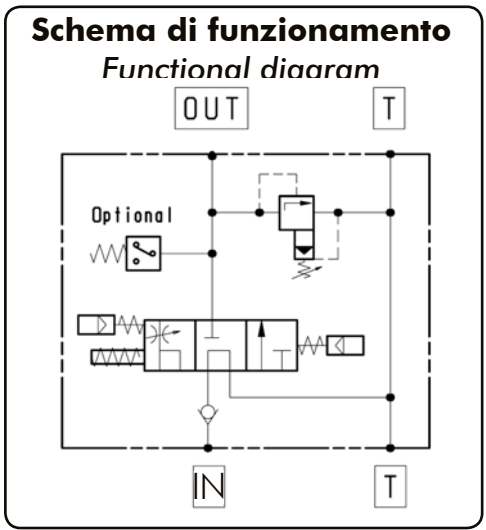 Schema di funzionamento
Functional diagram
OUT T
Optional
IN T